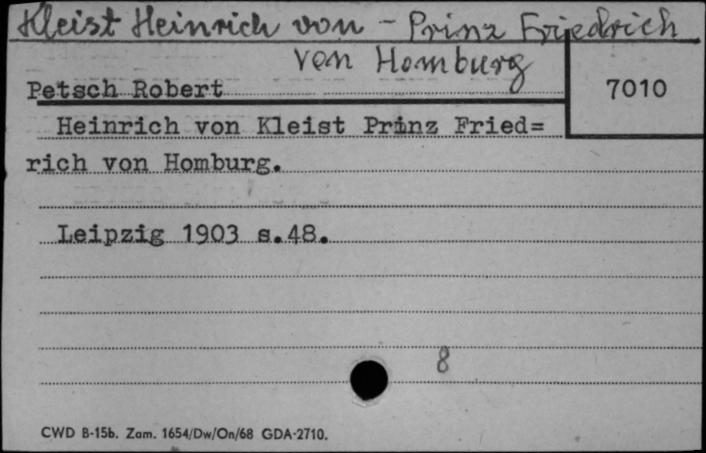 Kleist Heinrich von - Prinz Friedrich
von Homburg
Petsch Robert
7010
Heinrich von Kleist Prinz Fried=
rich von Homburg.
Leipzig 1903 s.48.
8
CWD B-15b. Zam. 1654/Dw/On/68 GDA-2710.